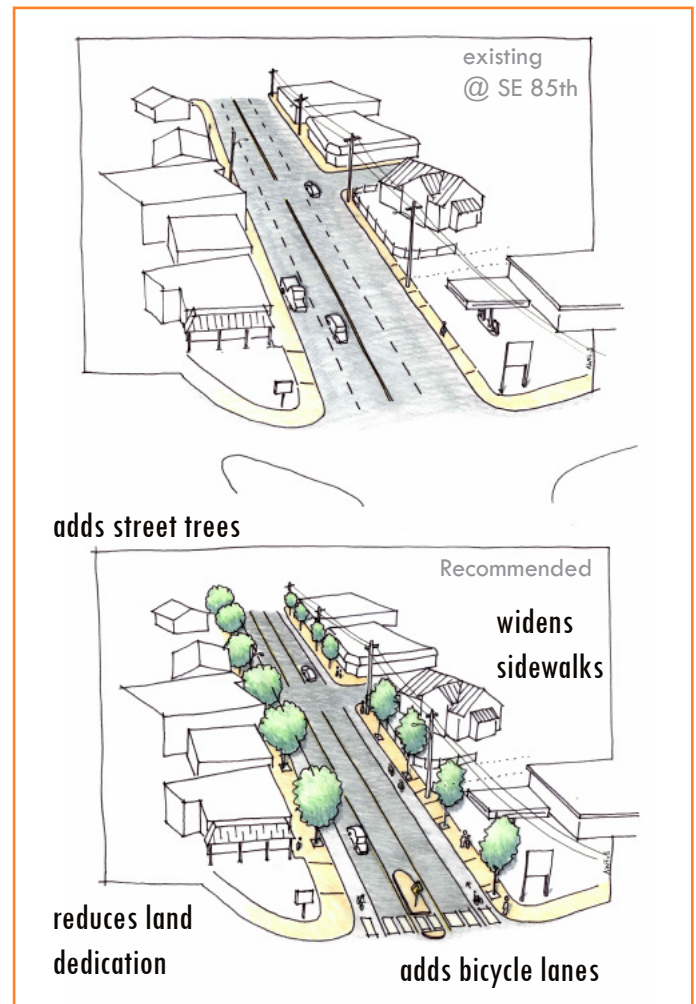 existing
@ SE 85th
adds street trees
Recommended
widens
sidewalks
reduces land
dedication
adds bicycle lanes